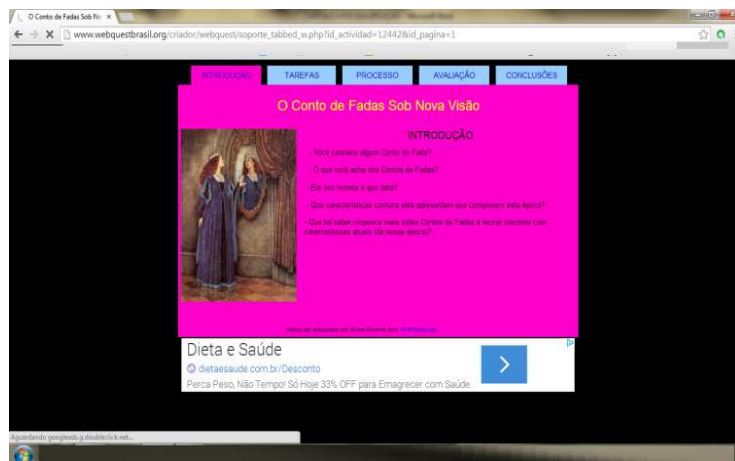 O Conto de Fadas Sob No
www.webquestbrasil.org/criador/webquest/soporte_tabbed_w.php?id_actividad=12442&id_pagina=1
INTRODUÇÃO TAREFAS PROCESSO AVALIAÇÃO CONCLUSÕES
O Conto de Fadas Sob Nova Visão
INTRODUÇÃO
- Você conhece algum Conto de Fada?
- O que você acha dos Contos de Fadas?
- Ele nos remete a que data?
- Que características comuns eles apresentam que compõem esta época?
- Que tal saber um pouco mais sobre Contos de Fadas e recriar um conto com
características atuais (da nossa época)?
Dieta e Saúde
dietaesaude.com.br/Desconto
Perca Peso, Não Tempo! Só Hoje 33% OFF para Emagrecer com Saúde.
Aguardando googleads.g.doubleclick.net...